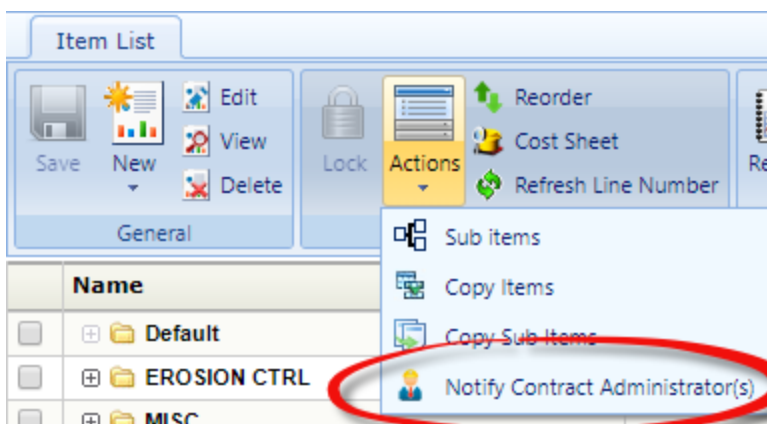 Item List
Save
New
Edit
View
Delete
General
Lock
Actions
Reorder
Cost Sheet
Refresh Line Number
Re
Sub items
Copy Items
Copy Sub Items
Notify Contract Administrator(s)
Name
Default
EROSION CTRL
MISC